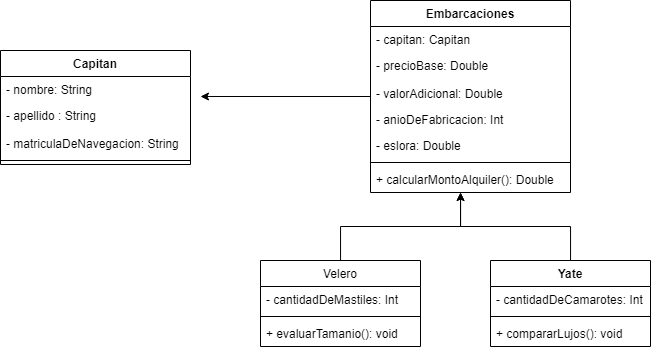 Embarcaciones
- capitan: Capitan
- precioBase: Double
- valorAdicional: Double
- anioDeFabricacion: Int
- eslora: Double
+ calcularMontoAlquiler(): Double
Capitan
- nombre: String
- apellido : String
- matriculaDeNavegacion: String
Velero
- cantidadDeMastiles: Int
+ evaluarTamanio(): void
Yate
- cantidadDeCamarotes: Int
+ compararLujos(): void